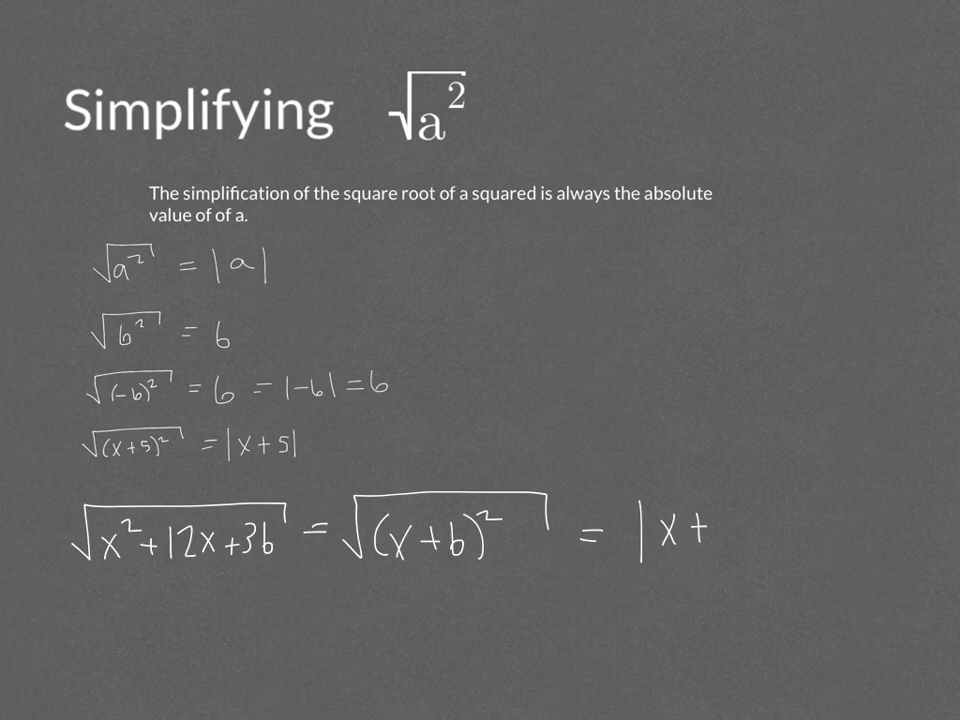 Simplifying √a²
The simplification of the square root of a squared is always the absolute
value of of a.
√a² = |a|
√6² = 6
√(-6)² = 6 = |-6| = 6
√(x+5)² = |x+5|
√x²+12x+36 = √(x+6)² = |x+